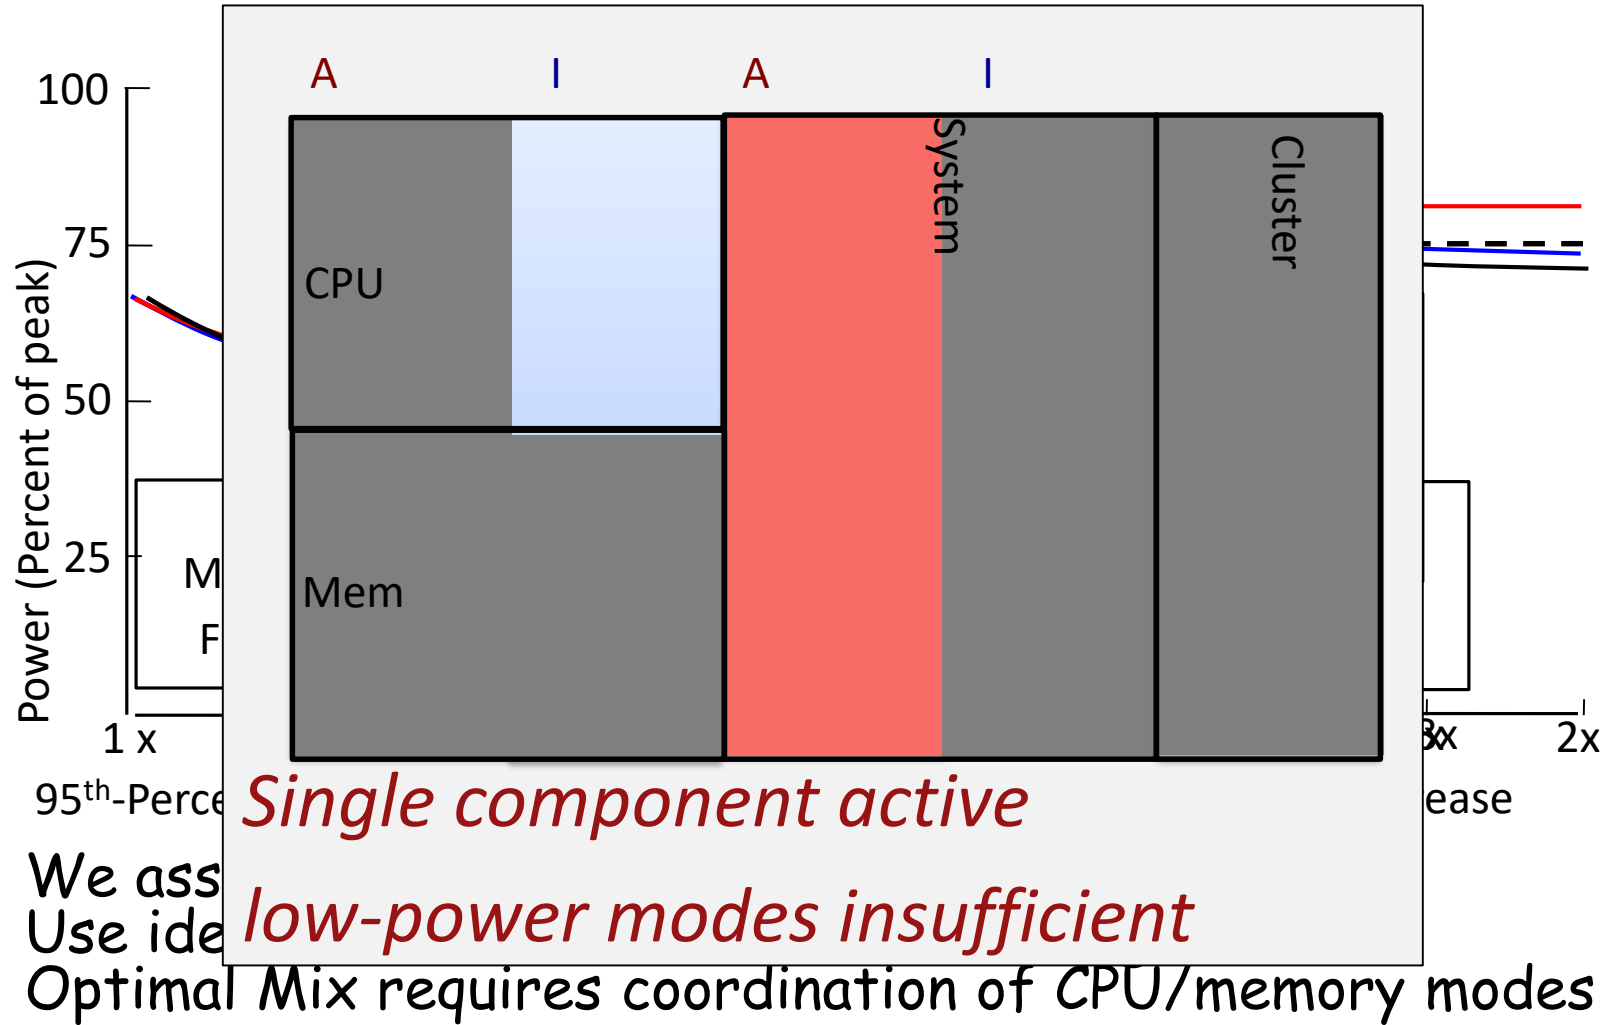 A I A I
100
75
50
25
Power (Percent of peak)
CPU
Mem
System
Cluster
M
F
1 x
2x
95th-Perce
ease
Single component active
low-power modes insufficient
We ass
Use ide
Optimal Mix requires coordination of CPU/memory modes